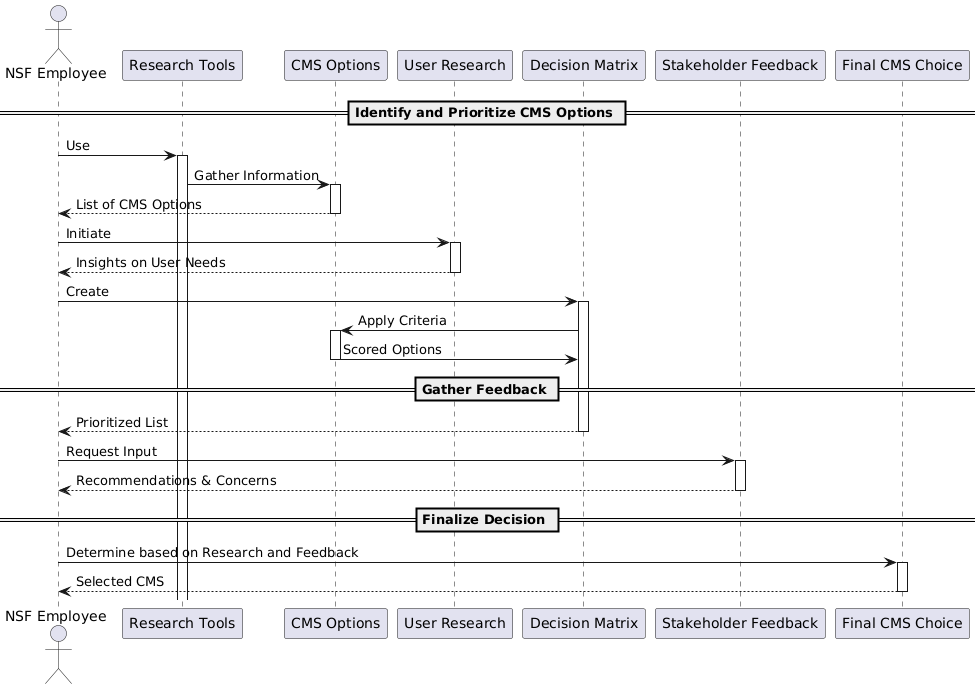 NSF Employee
Research Tools
CMS Options
User Research
Decision Matrix
Stakeholder Feedback
Final CMS Choice
Identify and Prioritize CMS Options
Use
Gather Information
List of CMS Options
Initiate
Insights on User Needs
Create
Apply Criteria
Scored Options
Gather Feedback
Prioritized List
Request Input
Recommendations & Concerns
Finalize Decision
Determine based on Research and Feedback
Selected CMS
NSF Employee
Research Tools
CMS Options
User Research
Decision Matrix
Stakeholder Feedback
Final CMS Choice